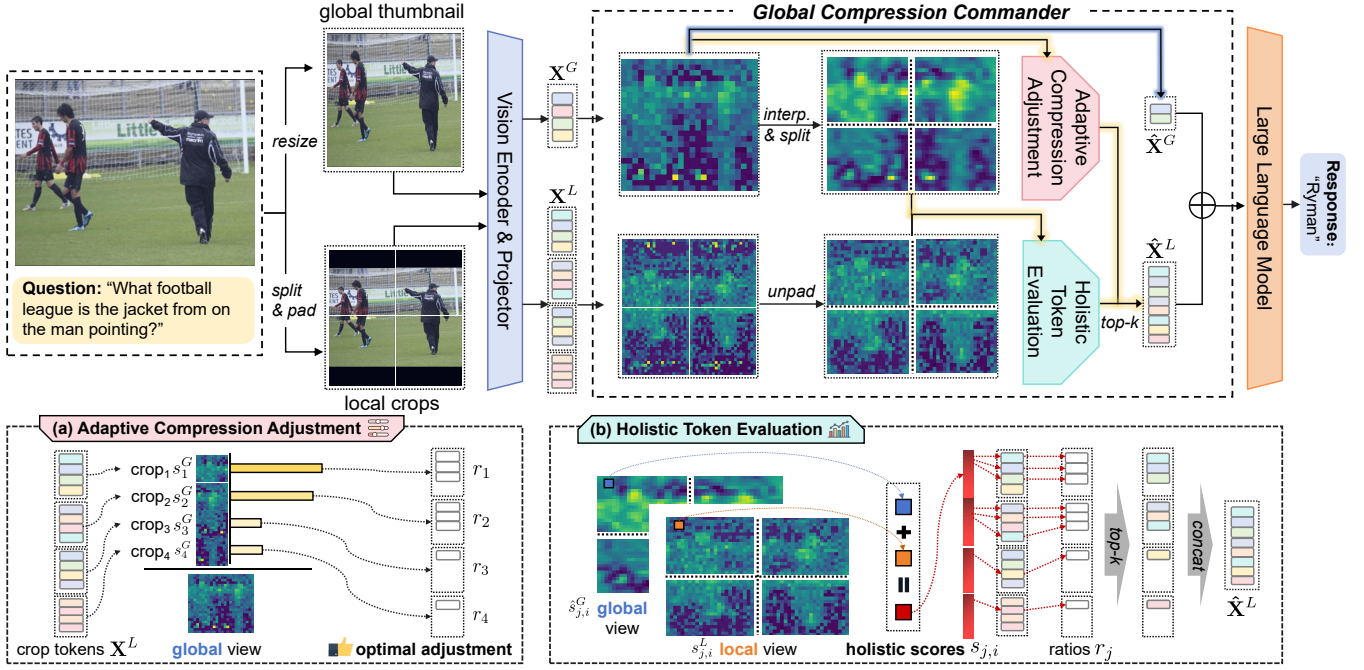 global thumbnail
Question: “What football
league is the jacket from on
the man pointing?”
resize
split
& pad
local crops
Vision Encoder & Projector
X^G
X^L
Global Compression Commander
interp.
& split
unpad
Adaptive
Compression
Adjustment
Holistic
Token
Evaluation
top-k
X̂^G
X̂^L
Large Language Model
Response:
“Ryman”
(a) Adaptive Compression Adjustment
crop₁ s₁^G
crop₂ s₂^G
crop₃ s₃^G
crop₄ s₄^G
r₁
r₂
r₃
r₄
crop tokens X^L
global view
optimal adjustment
(b) Holistic Token Evaluation
ŝ_{j,i}^G global
view
s_{j,i}^L local view
+
=
holistic scores s_{j,i}
ratios r_j
top-k
concat
X̂^L